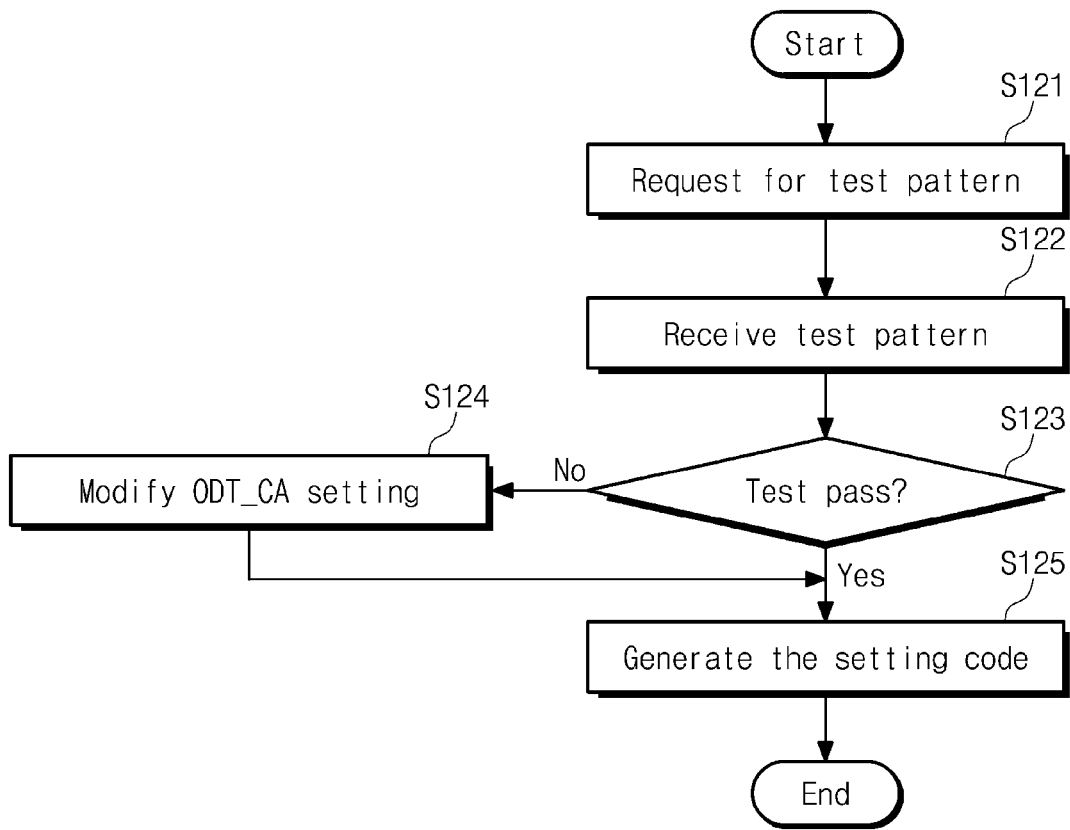 Start
S121
Request for test pattern
S122
Receive test pattern
S123
Test pass?
No
S124
Modify ODT_CA setting
Yes
S125
Generate the setting code
End